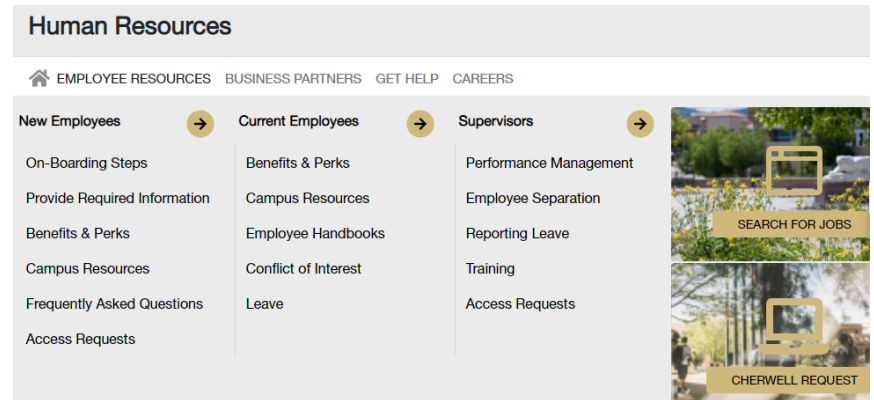 Human Resources
EMPLOYEE RESOURCES BUSINESS PARTNERS GET HELP CAREERS
New Employees
On-Boarding Steps
Provide Required Information
Benefits & Perks
Campus Resources
Frequently Asked Questions
Access Requests
Current Employees
Benefits & Perks
Campus Resources
Employee Handbooks
Conflict of Interest
Leave
Supervisors
Performance Management
Employee Separation
Reporting Leave
Training
Access Requests
SEARCH FOR JOBS
CHERWELL REQUEST